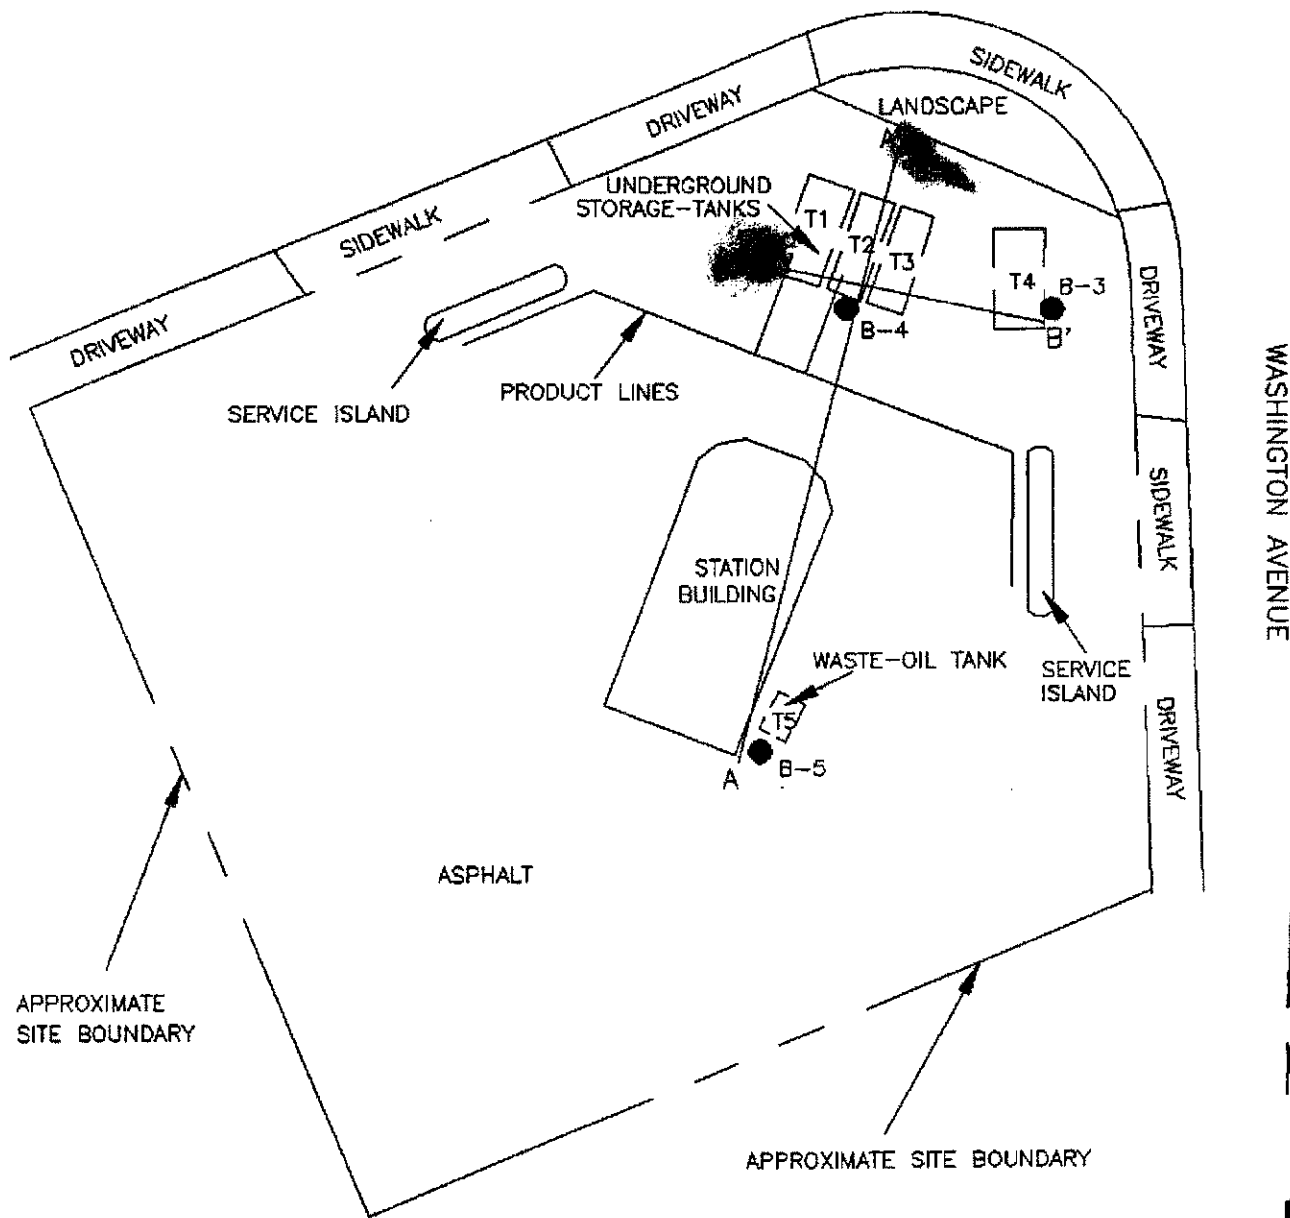 SIDEWALK
DRIVEWAY
LANDSCAPE
A
UNDERGROUND
STORAGE-TANKS
T1
T2
T3
T4
SIDEWALK
DRIVEWAY
B-3
B-4
B'
DRIVEWAY
PRODUCT LINES
SERVICE ISLAND
WASHINGTON AVENUE
SIDEWALK
STATION
BUILDING
WASTE-OIL TANK
SERVICE
ISLAND
T5
DRIVEWAY
B-5
A
ASPHALT
APPROXIMATE
SITE BOUNDARY
APPROXIMATE SITE BOUNDARY